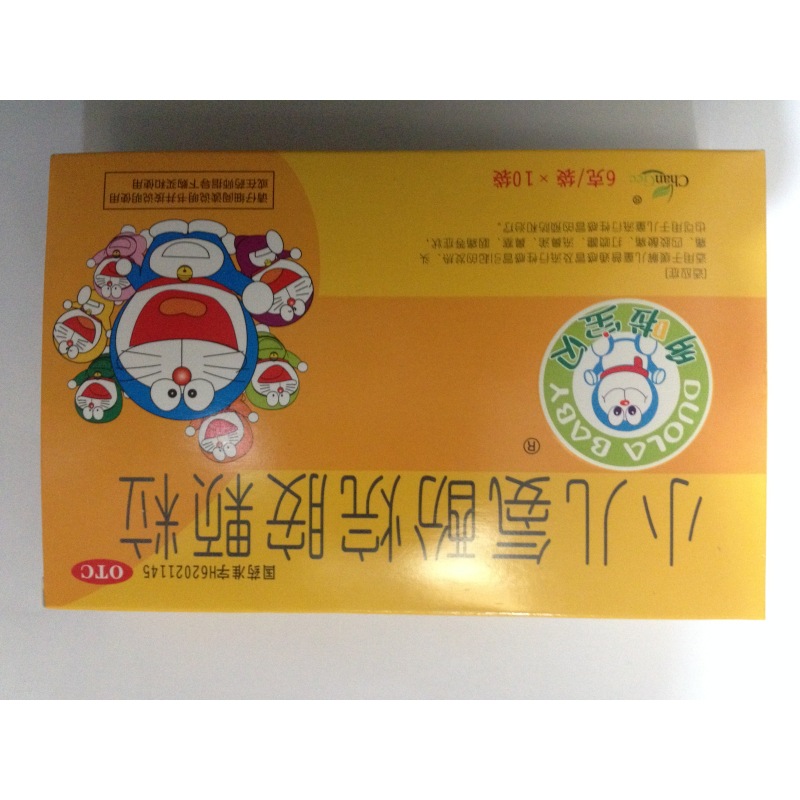 国药准字H62021145
OTC
小儿氨酚烷胺颗粒
®
DUOLA BABY
多啦宝贝
[适应症]
适用于缓解儿童普通感冒及流行性感冒引起的发热、头
痛、四肢酸痛、打喷嚏、流鼻涕、鼻塞、咽痛等症状,
也可用于儿童流行性感冒的预防和治疗。
®
6克/袋×10袋
请仔细阅读说明书并按说明使用
或在药师指导下购买和使用